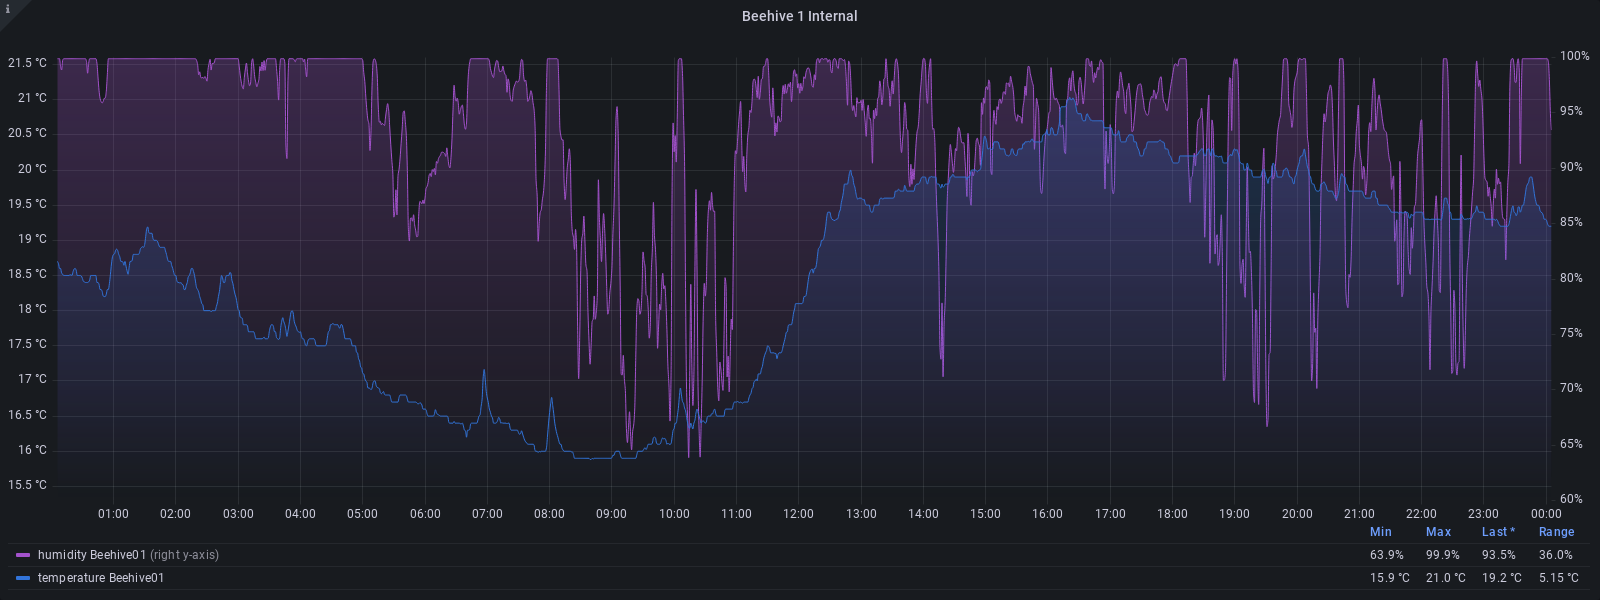 i
Beehive 1 Internal
21.5 °C
21 °C
20.5 °C
20 °C
19.5 °C
19 °C
18.5 °C
18 °C
17.5 °C
17 °C
16.5 °C
16 °C
15.5 °C
100%
95%
90%
85%
80%
75%
70%
65%
60%
01:00 02:00 03:00 04:00 05:00 06:00 07:00 08:00 09:00 10:00 11:00 12:00 13:00 14:00 15:00 16:00 17:00 18:00 19:00 20:00 21:00 22:00 23:00 00:00
Min Max Last * Range
humidity Beehive01 (right y-axis) 63.9% 99.9% 93.5% 36.0%
temperature Beehive01 15.9 °C 21.0 °C 19.2 °C 5.15 °C